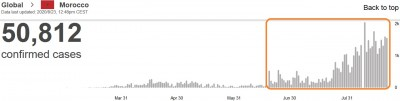 Global > Morocco
Back to top
Data last updated: 2020/8/23, 12:46pm CEST
50,812
confirmed cases
2k
1k
0
Mar 31
Apr 30
May 31
Jun 30
Jul 31